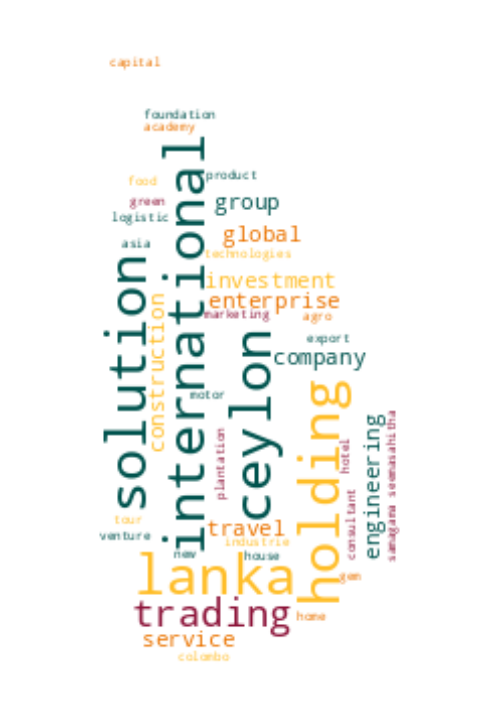 capital
foundation
academy
international
food
product
green
group
logistic
global
asia
technologies
solution
investment
construction
enterprise
marketing
agro
ceylon
export
company
holding
motor
engineering
samagama seemasahitha
plantation
hotel
consultant
tour
travel
venture
industrie
new
house
lanka
gem
trading
home
service
colombo